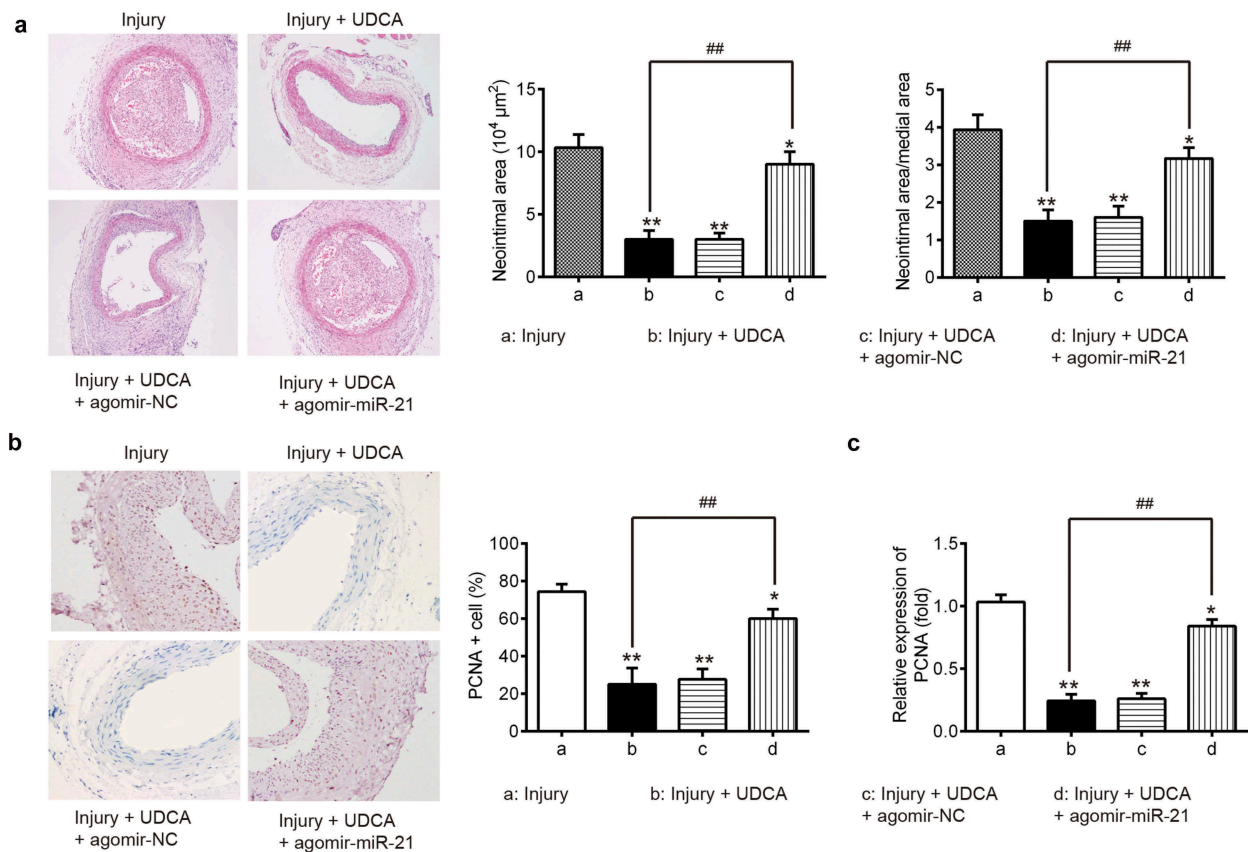 a
Injury
Injury + UDCA
Injury + UDCA
+ agomir-NC
Injury + UDCA
+ agomir-miR-21
Neointimal area (10⁴ µm²)
15
10
5
0
##
**
**
*
a
b
c
d
Neointimal area/medial area
5
4
3
2
1
0
##
**
**
*
a
b
c
d
a: Injury
b: Injury + UDCA
c: Injury + UDCA
+ agomir-NC
d: Injury + UDCA
+ agomir-miR-21
b
Injury
Injury + UDCA
Injury + UDCA
+ agomir-NC
Injury + UDCA
+ agomir-miR-21
PCNA + cell (%)
100
80
60
40
20
0
##
**
**
*
a
b
c
d
c
Relative expression of
PCNA (fold)
1.5
1.0
0.5
0.0
##
**
**
*
a
b
c
d
a: Injury
b: Injury + UDCA
c: Injury + UDCA
+ agomir-NC
d: Injury + UDCA
+ agomir-miR-21